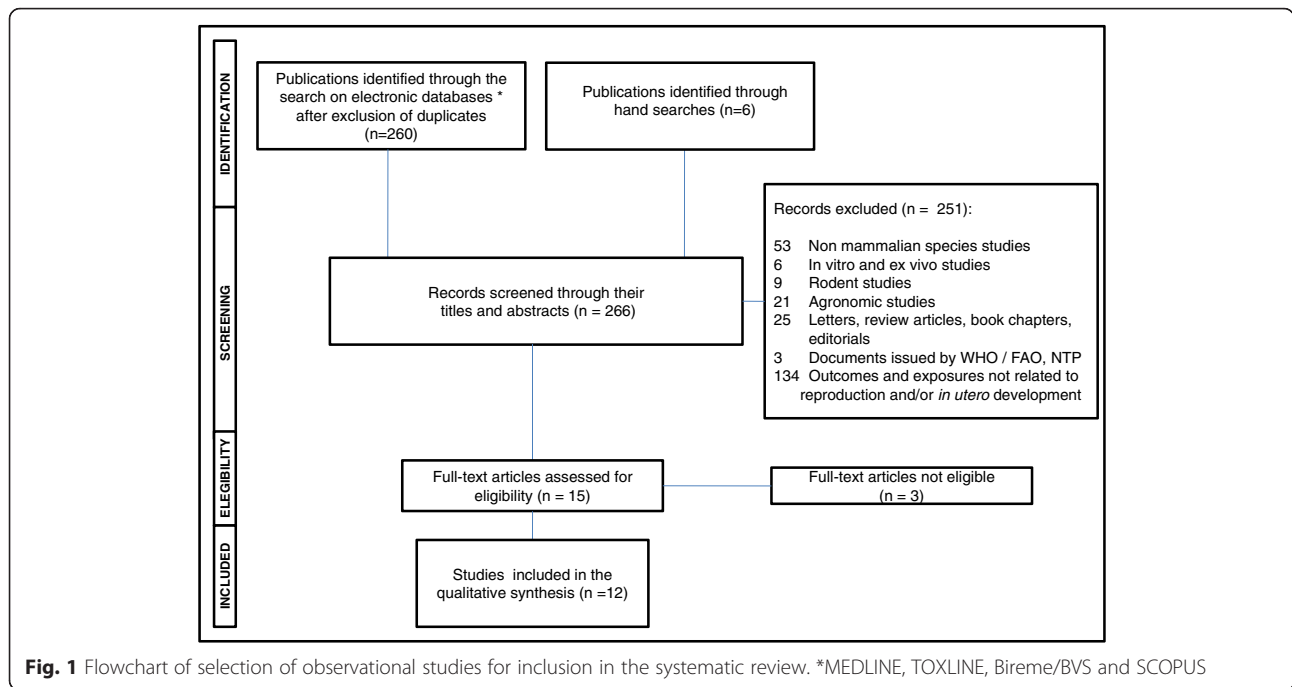 IDENTIFICATION
Publications identified through the
search on electronic databases *
after exclusion of duplicates
(n=260)
Publications identified through
hand searches (n=6)
SCREENING
Records screened through their
titles and abstracts (n = 266)
Records excluded (n = 251):
53 Non mammalian species studies
6 In vitro and ex vivo studies
9 Rodent studies
21 Agronomic studies
25 Letters, review articles, book chapters,
editorials
3 Documents issued by WHO / FAO, NTP
134 Outcomes and exposures not related to
reproduction and/or in utero development
ELEGIBILITY
Full-text articles assessed for
eligibility (n = 15)
Full-text articles not eligible
(n = 3)
INCLUDED
Studies included in the
qualitative synthesis (n =12)
Fig. 1 Flowchart of selection of observational studies for inclusion in the systematic review. *MEDLINE, TOXLINE, Bireme/BVS and SCOPUS